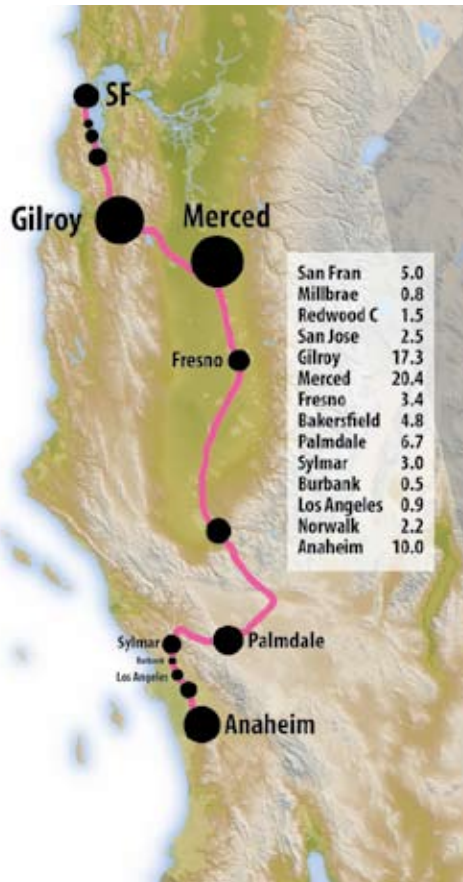 SF
Gilroy
Merced
Fresno
San Fran 5.0
Millbrae 0.8
Redwood C 1.5
San Jose 2.5
Gilroy 17.3
Merced 20.4
Fresno 3.4
Bakersfield 4.8
Palmdale 6.7
Sylmar 3.0
Burbank 0.5
Los Angeles 0.9
Norwalk 2.2
Anaheim 10.0
Sylmar
Palmdale
Burbank
Los Angeles
Anaheim